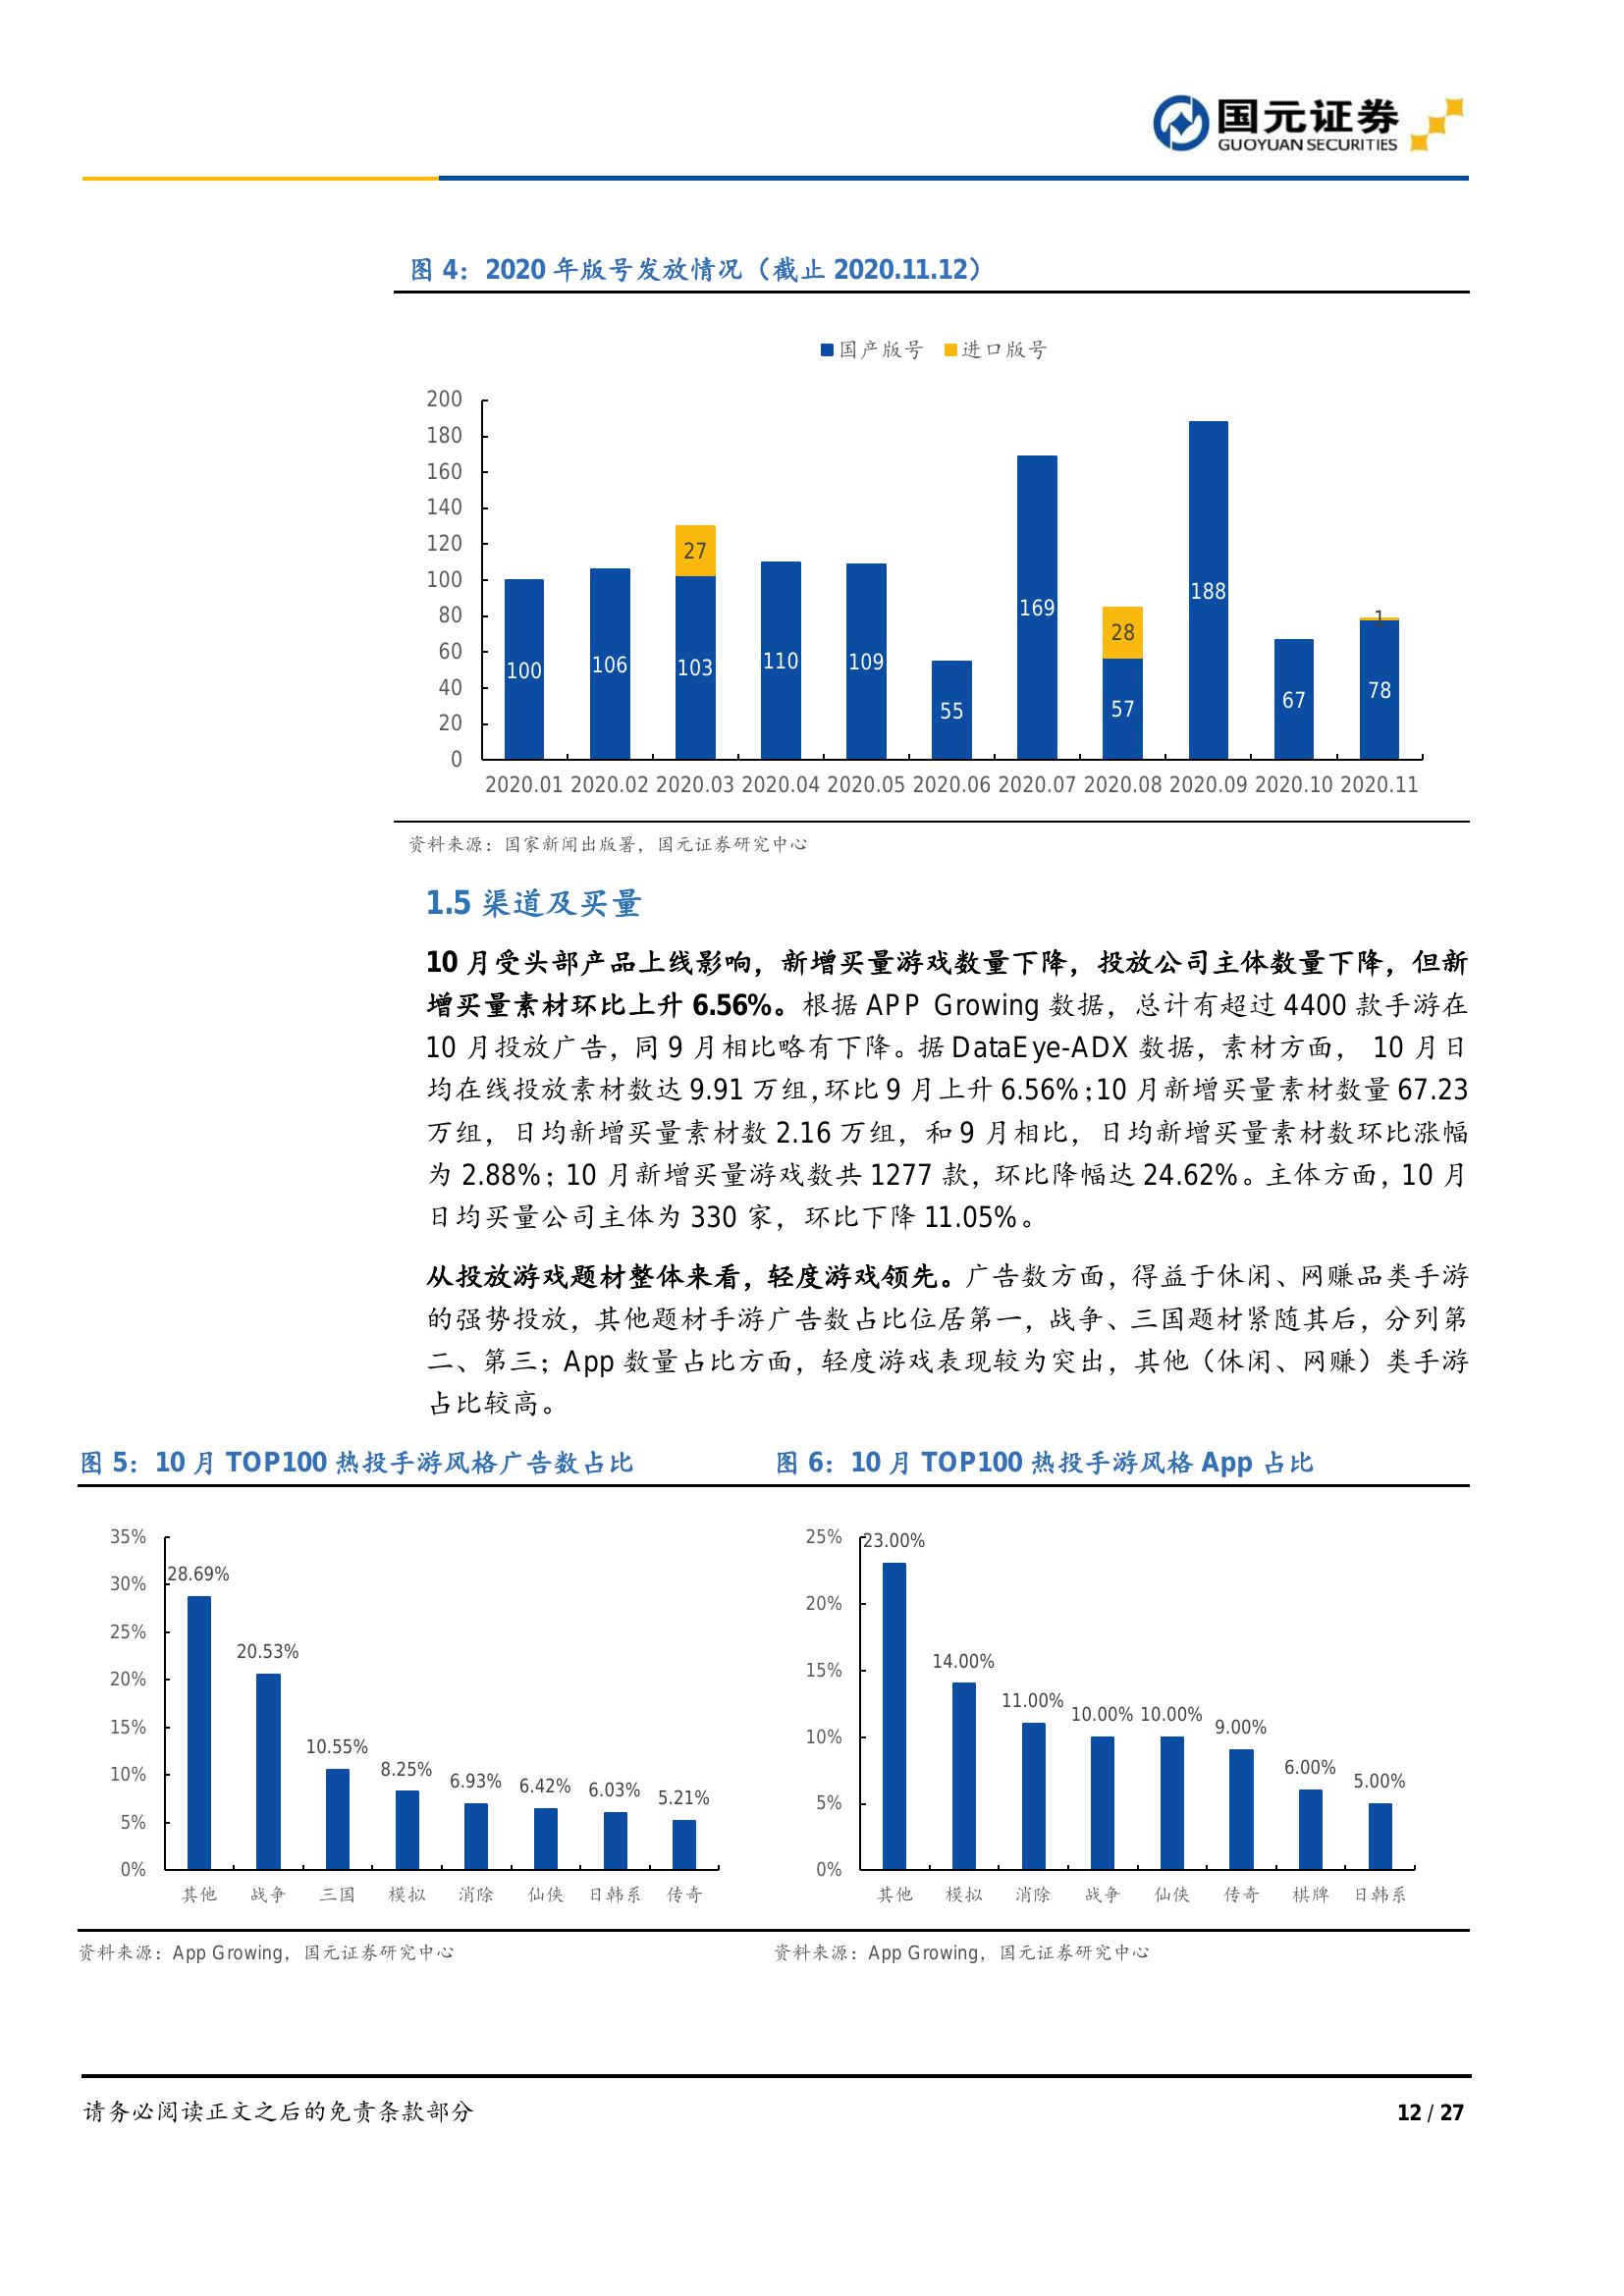 国元证券
GUOYUAN SECURITIES
图 4：2020 年版号发放情况（截止 2020.11.12）
国产版号 进口版号
200
180
160
140
120
100
80
60
40
20
0
100 106 103 27 110 109 55 169 57 28 188 67 78 1
2020.01 2020.02 2020.03 2020.04 2020.05 2020.06 2020.07 2020.08 2020.09 2020.10 2020.11
资料来源：国家新闻出版署，国元证券研究中心
1.5 渠道及买量
10 月受头部产品上线影响，新增买量游戏数量下降，投放公司主体数量下降，但新
增买量素材环比上升 6.56%。根据 APP Growing 数据，总计有超过 4400 款手游在
10 月投放广告，同 9 月相比略有下降。据 DataEye-ADX 数据，素材方面， 10 月日
均在线投放素材数达 9.91 万组，环比 9 月上升 6.56%；10 月新增买量素材数量 67.23
万组，日均新增买量素材数 2.16 万组，和 9 月相比，日均新增买量素材数环比涨幅
为 2.88%；10 月新增买量游戏数共 1277 款，环比降幅达 24.62%。主体方面，10 月
日均买量公司主体为 330 家，环比下降 11.05%。
从投放游戏题材整体来看，轻度游戏领先。广告数方面，得益于休闲、网赚品类手游
的强势投放，其他题材手游广告数占比位居第一，战争、三国题材紧随其后，分列第
二、第三；App 数量占比方面，轻度游戏表现较为突出，其他（休闲、网赚）类手游
占比较高。
图 5：10 月 TOP100 热投手游风格广告数占比
35%
30%
25%
20%
15%
10%
5%
0%
28.69% 20.53% 10.55% 8.25% 6.93% 6.42% 6.03% 5.21%
其他 战争 三国 模拟 消除 仙侠 日韩系 传奇
资料来源：App Growing，国元证券研究中心
图 6：10 月 TOP100 热投手游风格 App 占比
25%
20%
15%
10%
5%
0%
23.00% 14.00% 11.00% 10.00% 10.00% 9.00% 6.00% 5.00%
其他 模拟 消除 战争 仙侠 传奇 棋牌 日韩系
资料来源：App Growing，国元证券研究中心
请务必阅读正文之后的免责条款部分
12 / 27